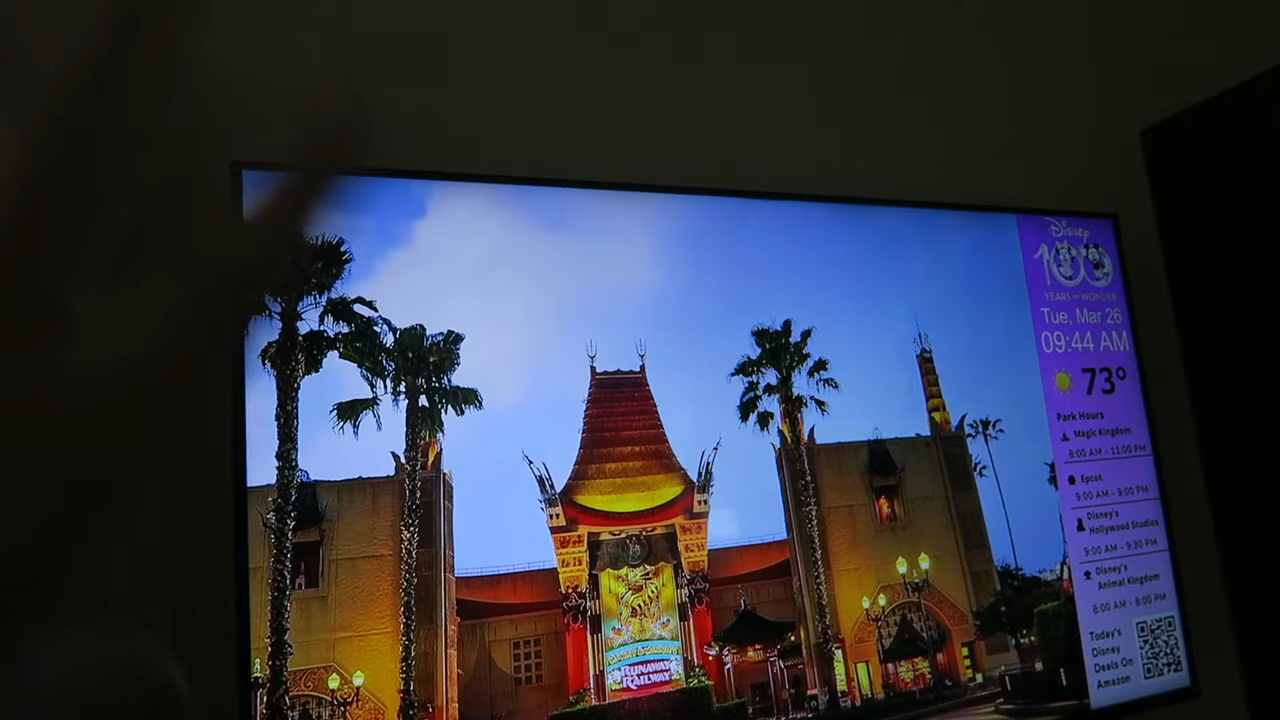 Disney
100
YEARS of WONDER
Tue, Mar 26
09:44 AM
73°
Park Hours
Magic Kingdom
8:00 AM - 11:00 PM
Epcot
9:00 AM - 9:00 PM
Disney's
Hollywood Studios
9:00 AM - 9:30 PM
Disney's
Animal Kingdom
8:00 AM - 8:00 PM
Today's
Disney
Deals On
Amazon
RUNAWAY
RAILWAY